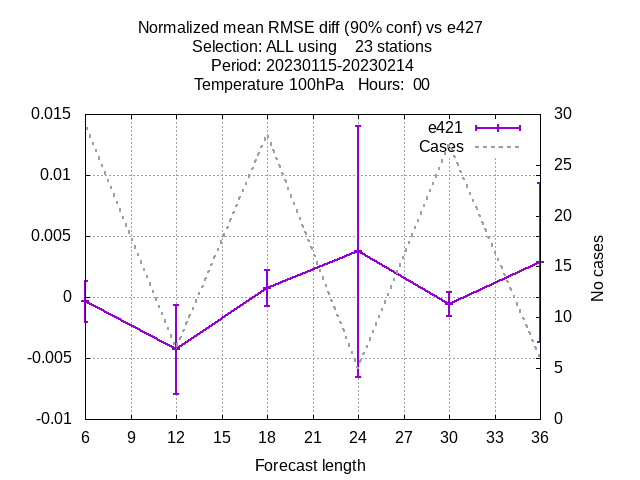 Normalized mean RMSE diff (90% conf) vs e427
Selection: ALL using    23 stations
Period: 20230115-20230214
Temperature 100hPa   Hours:  00
e421
Cases
0.015
0.01
0.005
0
-0.005
-0.01
30
25
20
15
10
5
0
No cases
6 9 12 15 18 21 24 27 30 33 36
Forecast length